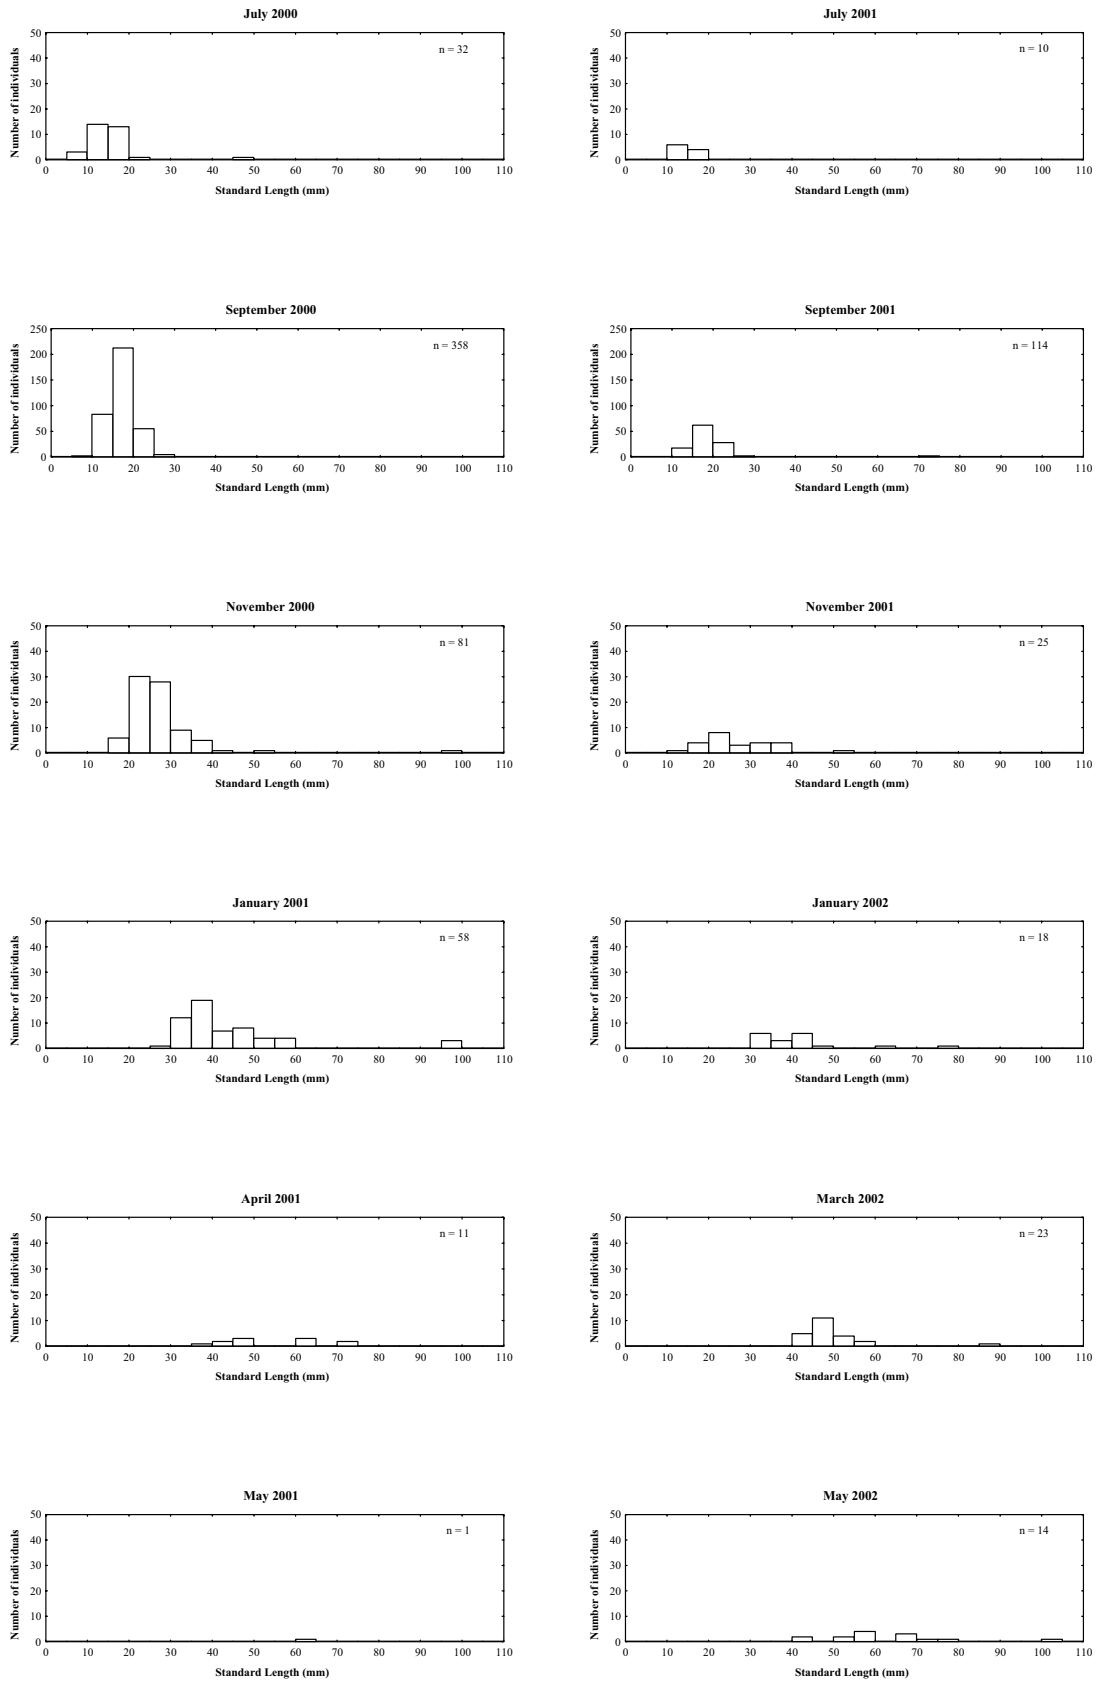 July 2000
Number of individuals
50
40
30
20
10
0
n = 32
0 10 20 30 40 50 60 70 80 90 100 110
Standard Length (mm)
July 2001
Number of individuals
50
40
30
20
10
0
n = 10
0 10 20 30 40 50 60 70 80 90 100 110
Standard Length (mm)
September 2000
Number of individuals
250
200
150
100
50
0
n = 358
0 10 20 30 40 50 60 70 80 90 100 110
Standard Length (mm)
September 2001
Number of individuals
250
200
150
100
50
0
n = 114
0 10 20 30 40 50 60 70 80 90 100 110
Standard Length (mm)
November 2000
Number of individuals
50
40
30
20
10
0
n = 81
0 10 20 30 40 50 60 70 80 90 100 110
Standard Length (mm)
November 2001
Number of individuals
50
40
30
20
10
0
n = 25
0 10 20 30 40 50 60 70 80 90 100 110
Standard Length (mm)
January 2001
Number of individuals
50
40
30
20
10
0
n = 58
0 10 20 30 40 50 60 70 80 90 100 110
Standard Length (mm)
January 2002
Number of individuals
50
40
30
20
10
0
n = 18
0 10 20 30 40 50 60 70 80 90 100 110
Standard Length (mm)
April 2001
Number of individuals
50
40
30
20
10
0
n = 11
0 10 20 30 40 50 60 70 80 90 100 110
Standard Length (mm)
March 2002
Number of individuals
50
40
30
20
10
0
n = 23
0 10 20 30 40 50 60 70 80 90 100 110
Standard Length (mm)
May 2001
Number of individuals
50
40
30
20
10
0
n = 1
0 10 20 30 40 50 60 70 80 90 100 110
Standard Length (mm)
May 2002
Number of individuals
50
40
30
20
10
0
n = 14
0 10 20 30 40 50 60 70 80 90 100 110
Standard Length (mm)